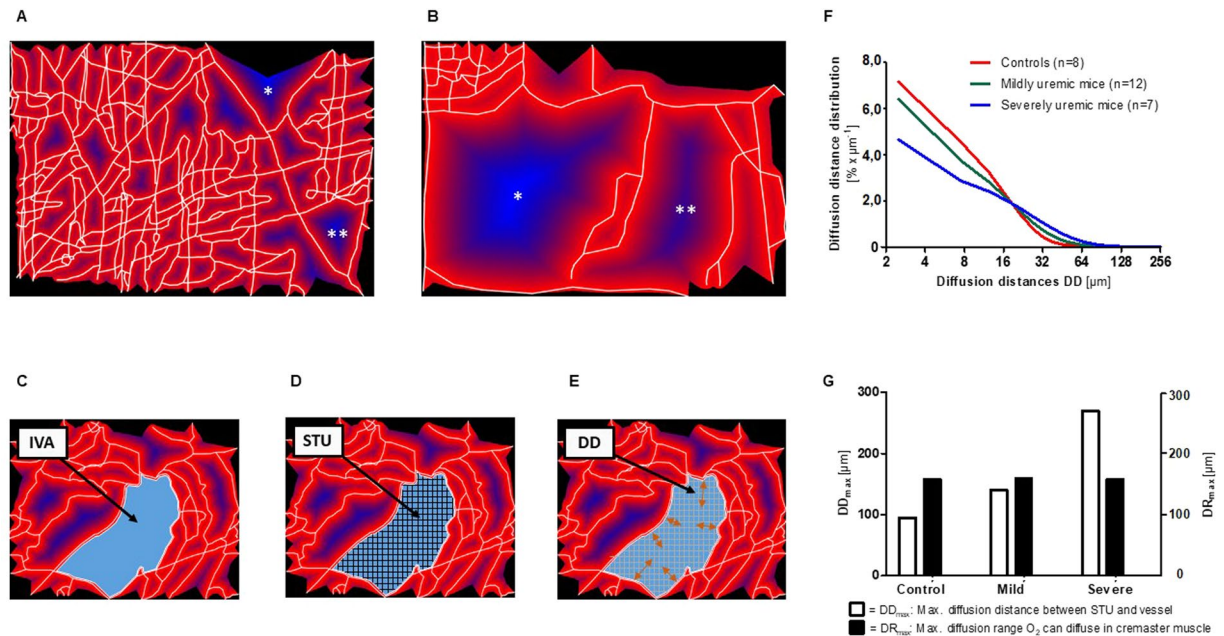 A
B
*
**
*
**
F
Controls (n=8)
Mildly uremic mice (n=12)
Severely uremic mice (n=7)
Diffusion distance distribution
[% x µm⁻¹]
8,0
6,0
4,0
2,0
0
2 4 8 16 32 64 128 256
Diffusion distances DD [µm]
C
IVA
D
STU
E
DD
G
DDmax [µm]
300
200
100
0
DRmax [µm]
300
200
100
0
Control Mild Severe
= DDmax: Max. diffusion distance between STU and vessel
= DRmax: Max. diffusion range O2 can diffuse in cremaster muscle